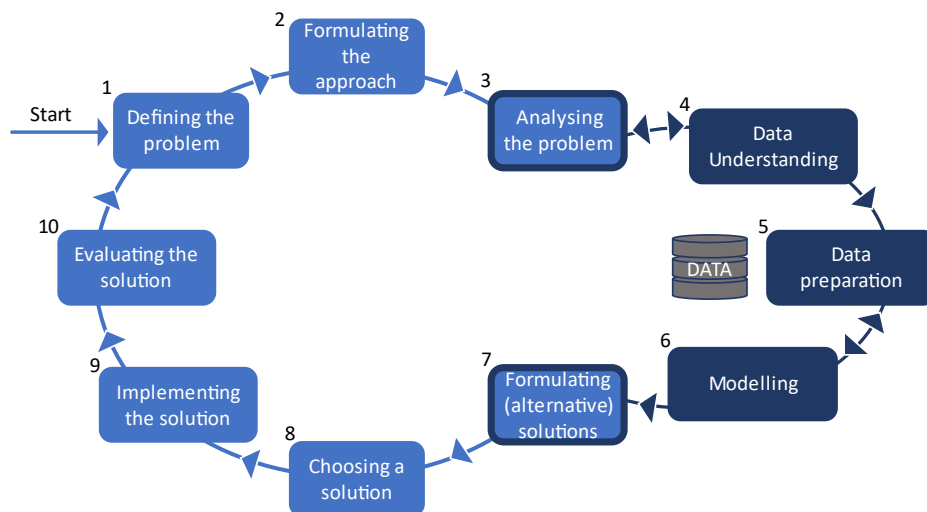 Start
1
Defining the
problem
2
Formulating
the
approach
3
Analysing
the problem
4
Data
Understanding
5
Data
preparation
DATA
6
Modelling
7
Formulating
(alternative)
solutions
8
Choosing a
solution
9
Implementing
the solution
10
Evaluating the
solution